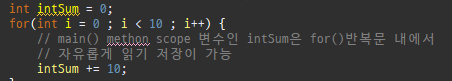 int intSum = 0;
for(int i = 0 ; i < 10 ; i++) {
// main() methon scope 변수인 intSum은 for()반복문 내에서
// 자유롭게 읽기 저장이 가능
intSum += 10;